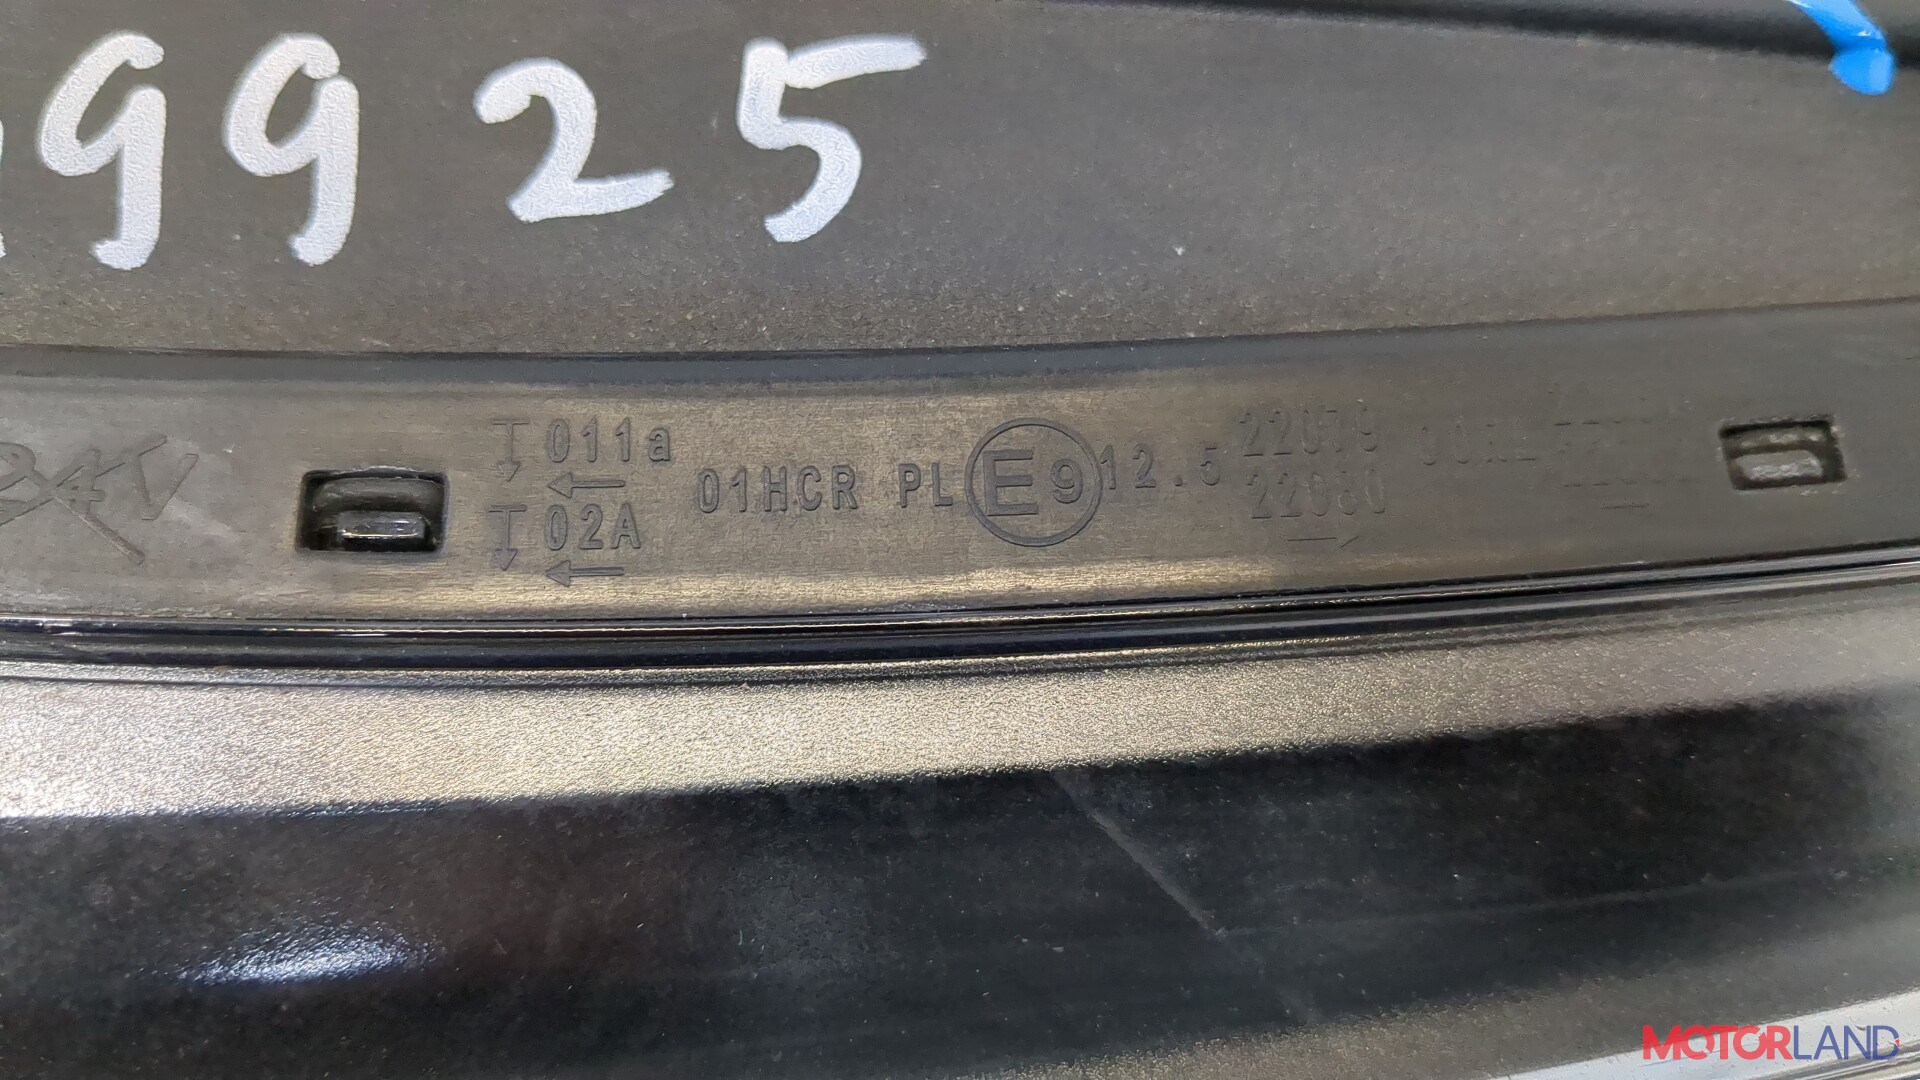 9925
011a
02A
01HCR PL E9 12.5
22079
22080
MOTORLAND